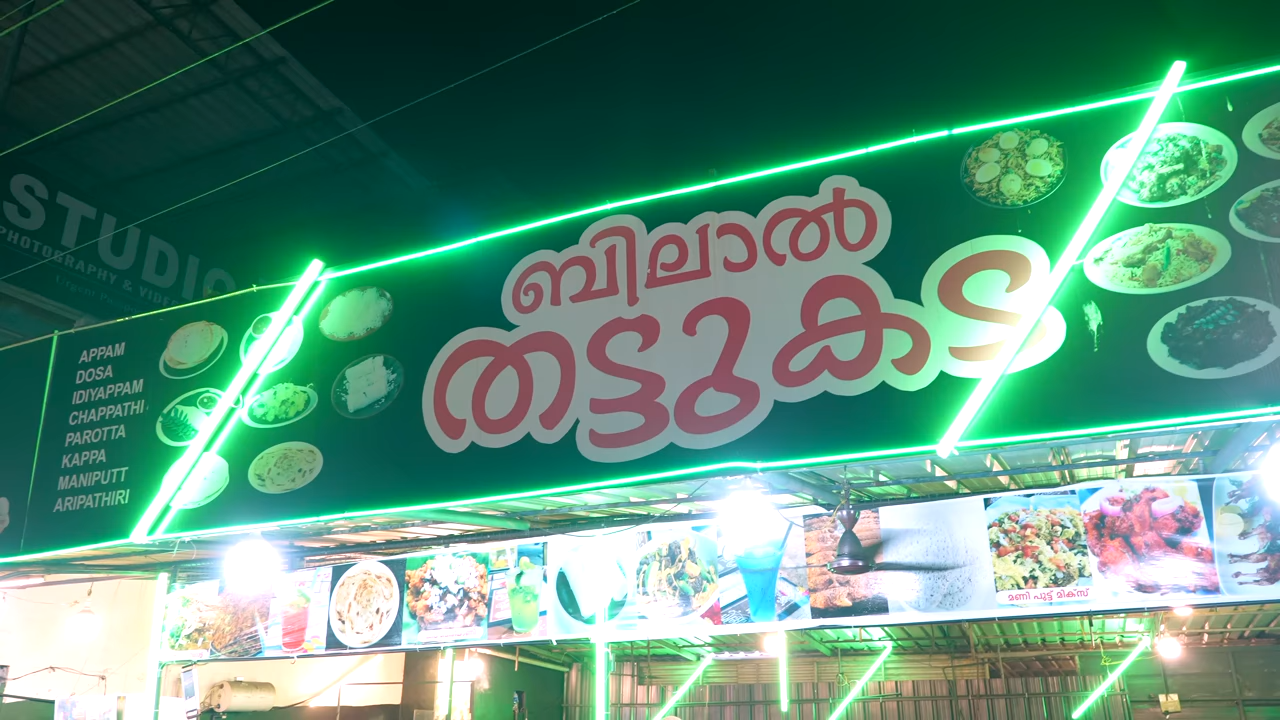 STUDIO
PHOTOGRAPHY & VIDEO
ബിലാൽ
തട്ടുകട
APPAM
DOSA
IDIYAPPAM
CHAPPATHI
PAROTTA
KAPPA
MANIPUTT
ARIPATHIRI
മണി പുട്ട് മിക്സ്